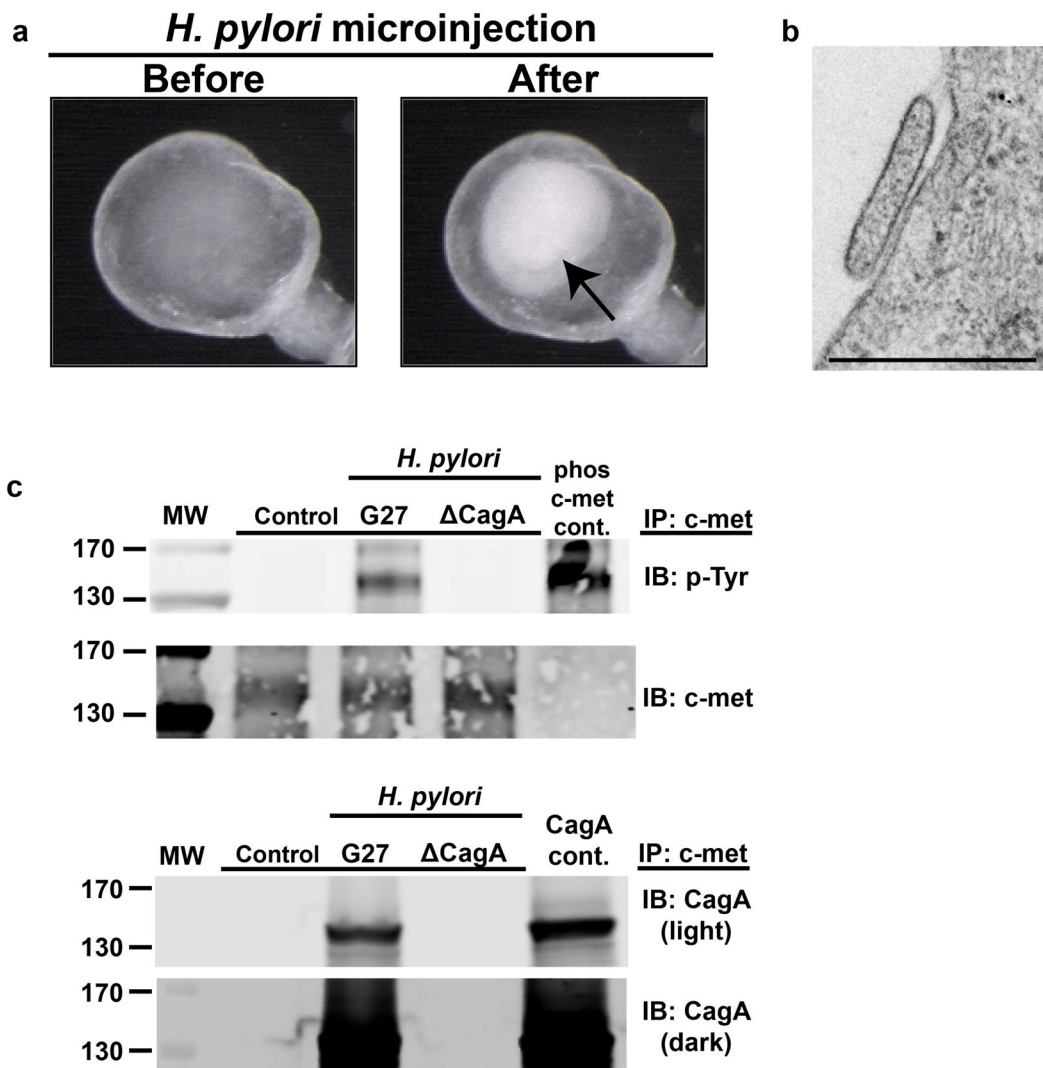 a
H. pylori microinjection
Before After
b
c
H. pylori
MW Control G27 ΔCagA phos c-met cont. IP: c-met
170
130
IB: p-Tyr
170
130
IB: c-met
H. pylori
MW Control G27 ΔCagA CagA cont. IP: c-met
170
130
IB: CagA
(light)
170
130
IB: CagA
(dark)